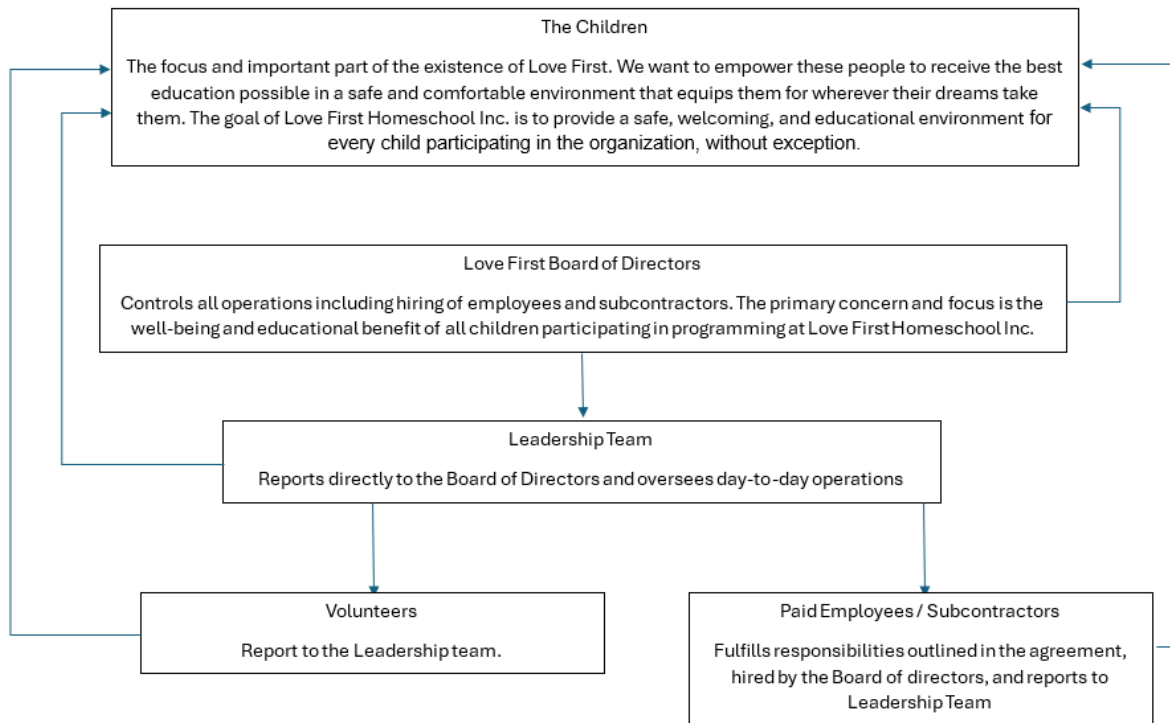 The Children
The focus and important part of the existence of Love First. We want to empower these people to receive the best
education possible in a safe and comfortable environment that equips them for wherever their dreams take
them. The goal of Love First Homeschool Inc. is to provide a safe, welcoming, and educational environment for
every child participating in the organization, without exception.
Love First Board of Directors
Controls all operations including hiring of employees and subcontractors. The primary concern and focus is the
well-being and educational benefit of all children participating in programming at Love First Homeschool Inc.
Leadership Team
Reports directly to the Board of Directors and oversees day-to-day operations
Volunteers
Report to the Leadership team.
Paid Employees / Subcontractors
Fulfills responsibilities outlined in the agreement,
hired by the Board of directors, and reports to
Leadership Team